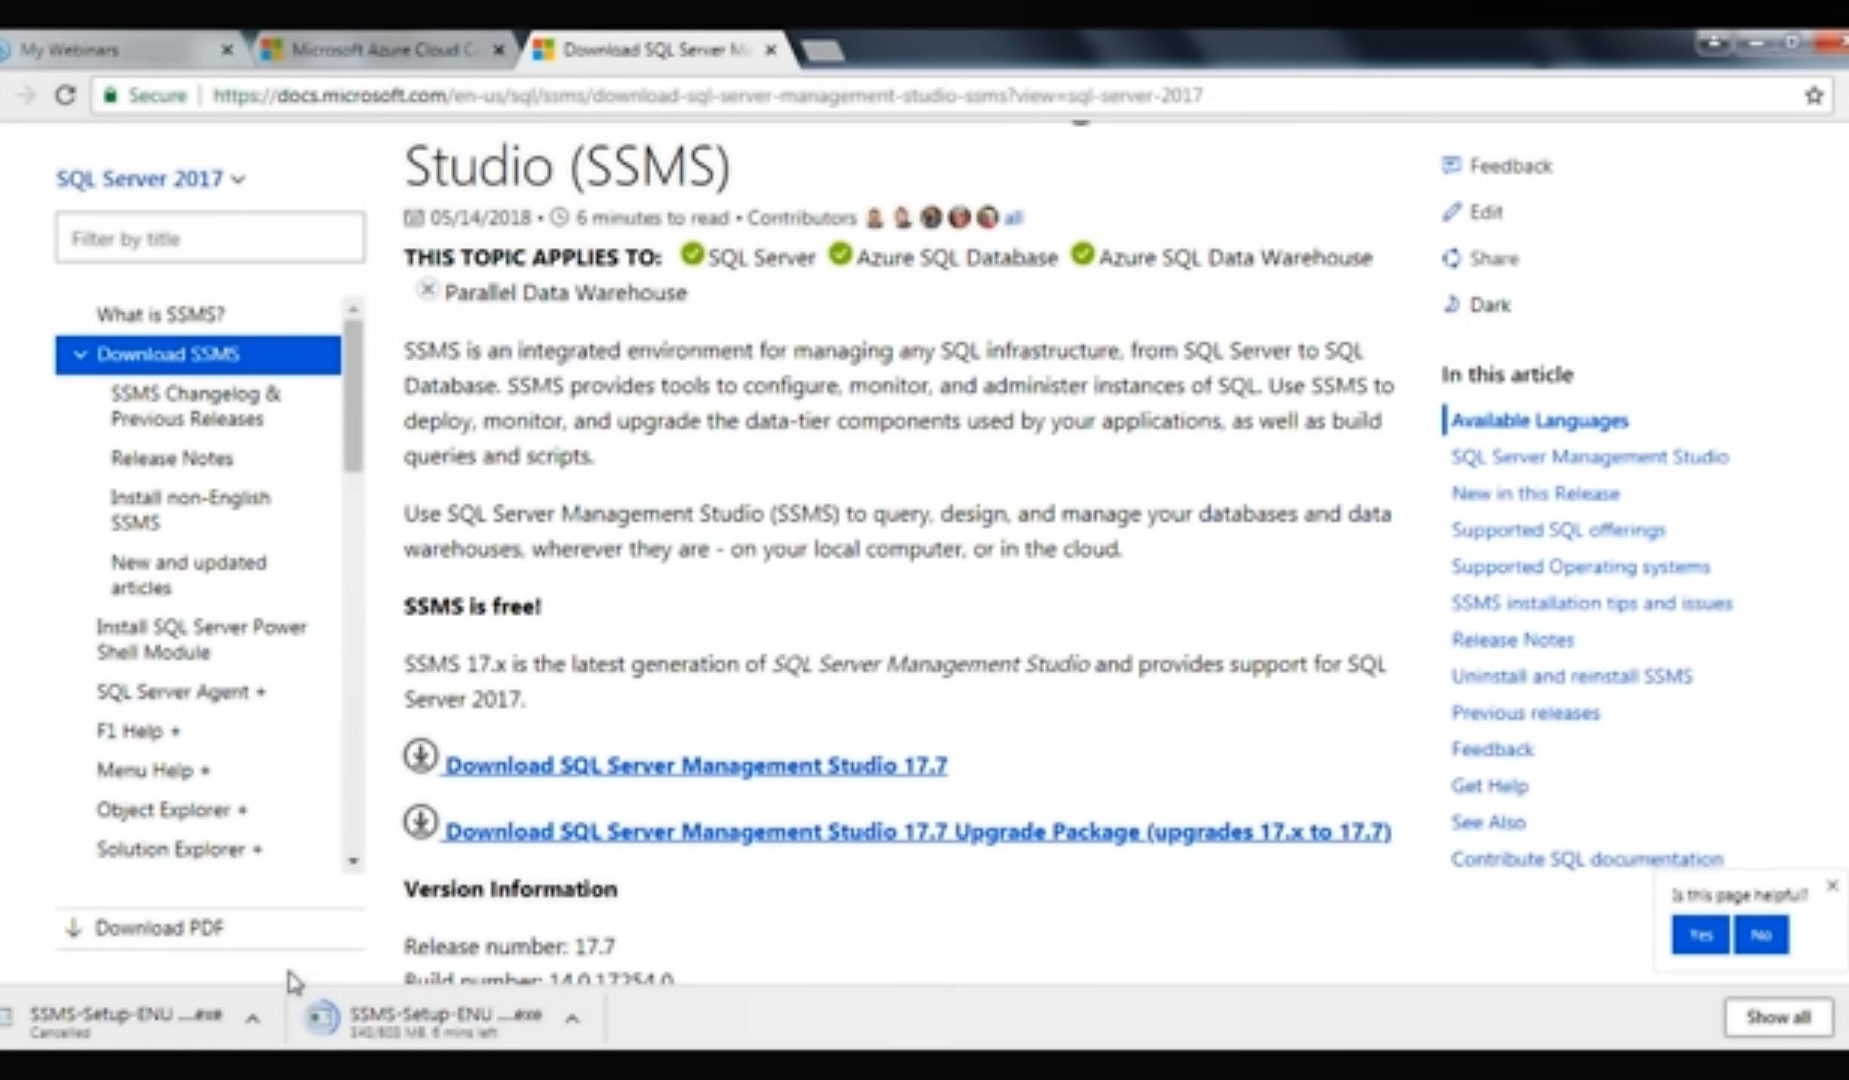 My Webinars
Microsoft Azure Cloud C
Download SQL Server M
Secure
https://docs.microsoft.com/en-us/sql/ssms/download-sql-server-management-studio-ssms?view=sql-server-2017
SQL Server 2017
Filter by title
What is SSMS?
Download SSMS
SSMS Changelog &
Previous Releases
Release Notes
Install non-English
SSMS
New and updated
articles
Install SQL Server Power
Shell Module
SQL Server Agent +
F1 Help +
Menu Help +
Object Explorer +
Solution Explorer +
Download PDF
Studio (SSMS)
05/14/2018 • 6 minutes to read • Contributors all
THIS TOPIC APPLIES TO: SQL Server Azure SQL Database Azure SQL Data Warehouse
Parallel Data Warehouse
SSMS is an integrated environment for managing any SQL infrastructure, from SQL Server to SQL
Database. SSMS provides tools to configure, monitor, and administer instances of SQL. Use SSMS to
deploy, monitor, and upgrade the data-tier components used by your applications, as well as build
queries and scripts.
Use SQL Server Management Studio (SSMS) to query, design, and manage your databases and data
warehouses, wherever they are - on your local computer, or in the cloud.
SSMS is free!
SSMS 17.x is the latest generation of SQL Server Management Studio and provides support for SQL
Server 2017.
Download SQL Server Management Studio 17.7
Download SQL Server Management Studio 17.7 Upgrade Package (upgrades 17.x to 17.7)
Version Information
Release number: 17.7
Build number: 14.0.17254.0
Feedback
Edit
Share
Dark
In this article
Available Languages
SQL Server Management Studio
New in this Release
Supported SQL offerings
Supported Operating systems
SSMS installation tips and issues
Release Notes
Uninstall and reinstall SSMS
Previous releases
Feedback
Get Help
See Also
Contribute SQL documentation
Is this page helpful?
Yes No
SSMS-Setup-ENU ....exe
Cancelled
SSMS-Setup-ENU ....exe
MB, 6 mins left
Show all